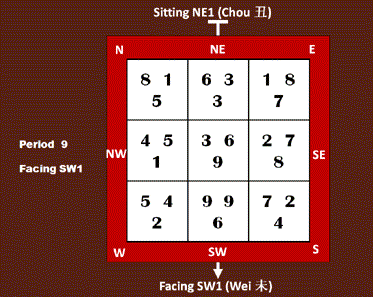 Sitting NE1 (Chou 丑)
N NE E
8 1 6 3 1 8
5 3 7
Period 9
4 5 3 6 2 7
NW 1 9 8 SE
Facing SW1
5 4 9 9 7 2
2 6 4
W SW S
Facing SW1 (Wei 未)